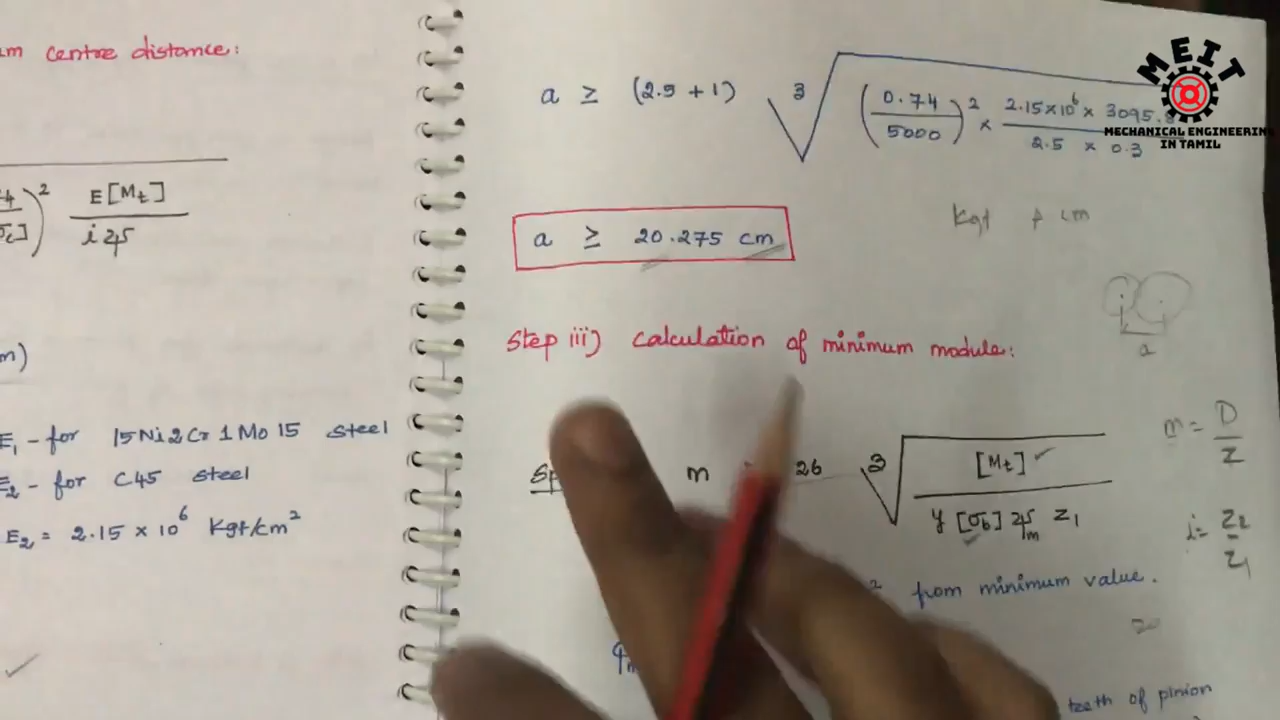 m centre distance:
E[Mt]
i ψ
m)
E1 - for 15Ni2Cr1Mo15 steel
E2 - for C45 steel
E2 = 2.15 × 10^6 Kgf/cm²
a ≥ (2.5 + 1) ∛ (0.74/5000)² × 2.15×10^6 × 3095.
2.5 × 0.3
a ≥ 20.275 cm
Kgf cm
a
Step iii) Calculation of minimum module:
m 26 ∛ [Mt]
y [σb] ψm Z1
m = D/Z
i = Z2/Z1
from minimum value.
20
teeth of pinion
MEIT
MECHANICAL ENGINEERING
IN TAMIL